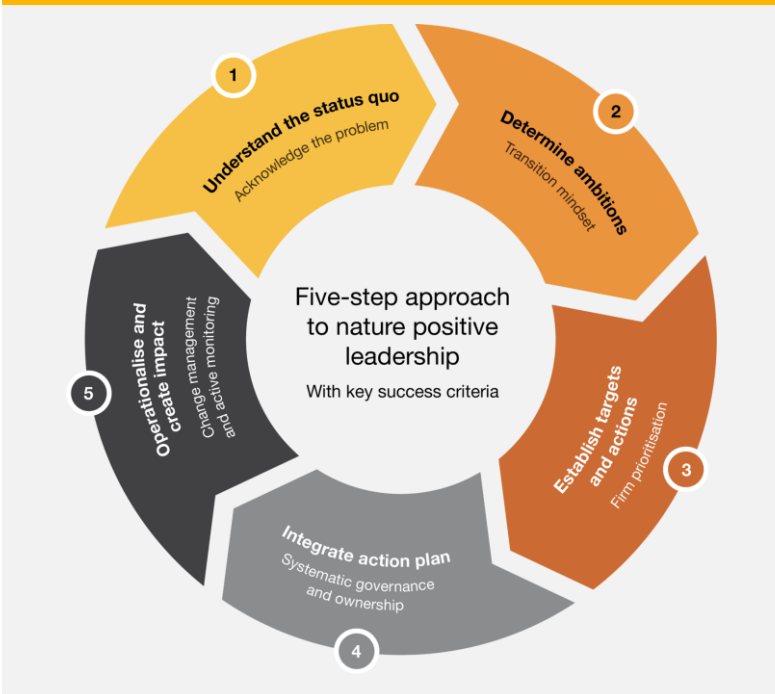 Five-step approach
to nature positive
leadership
With key success criteria
1
Understand the status quo
Acknowledge the problem
2
Determine ambitions
Transition mindset
3
Establish targets
and actions
Firm prioritisation
4
Integrate action plan
Systematic governance
and ownership
5
Operationalise and
create impact
Change management
and active monitoring